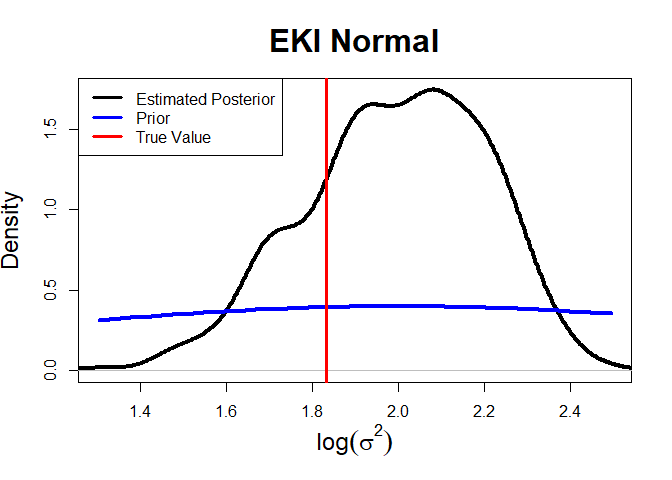 EKI Normal
Estimated Posterior
Prior
True Value
Density
0.0
0.5
1.0
1.5
1.4
1.6
1.8
2.0
2.2
2.4
log(σ²)